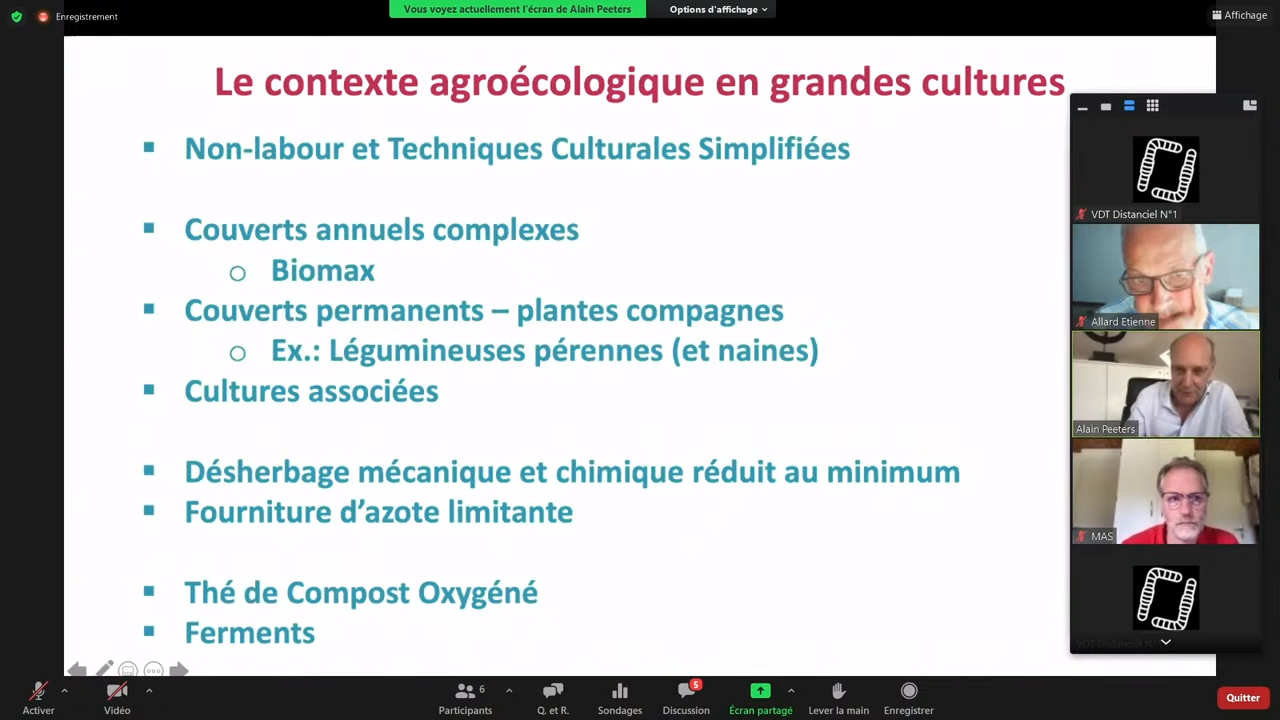 Enregistrement
Vous voyez actuellement l'écran de Alain Peeters
Options d'affichage
Affichage
Le contexte agroécologique en grandes cultures
▪ Non-labour et Techniques Culturales Simplifiées
▪ Couverts annuels complexes
o Biomax
▪ Couverts permanents – plantes compagnes
o Ex.: Légumineuses pérennes (et naines)
▪ Cultures associées
▪ Désherbage mécanique et chimique réduit au minimum
▪ Fourniture d'azote limitante
▪ Thé de Compost Oxygéné
▪ Ferments
VDT Distanciel N°1
Allard Etienne
Alain Peeters
MAS
Activer
Vidéo
6
Participants
Q. et R.
Sondages
5
Discussion
Écran partagé
Lever la main
Enregistrer
Quitter